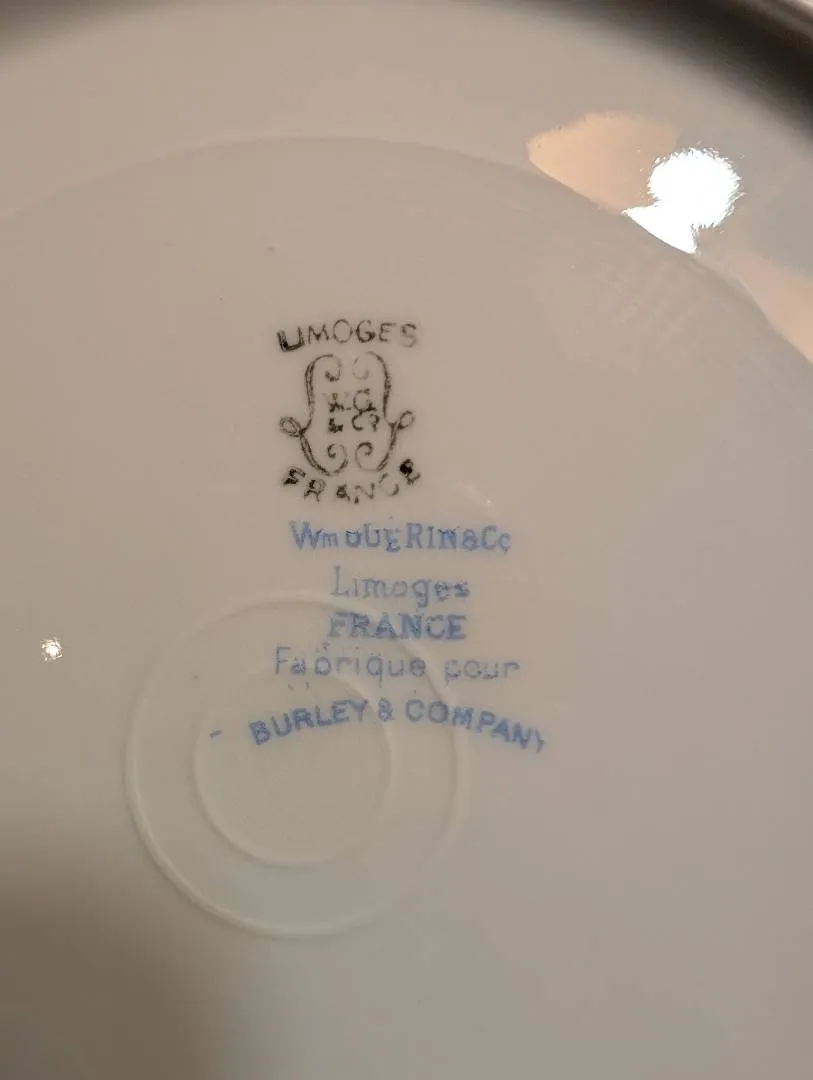 LIMOGES
W.G.
& Co
FRANCE
Wm GUERIN & Co
Limoges
FRANCE
Fabrique pour
BURLEY & COMPANY